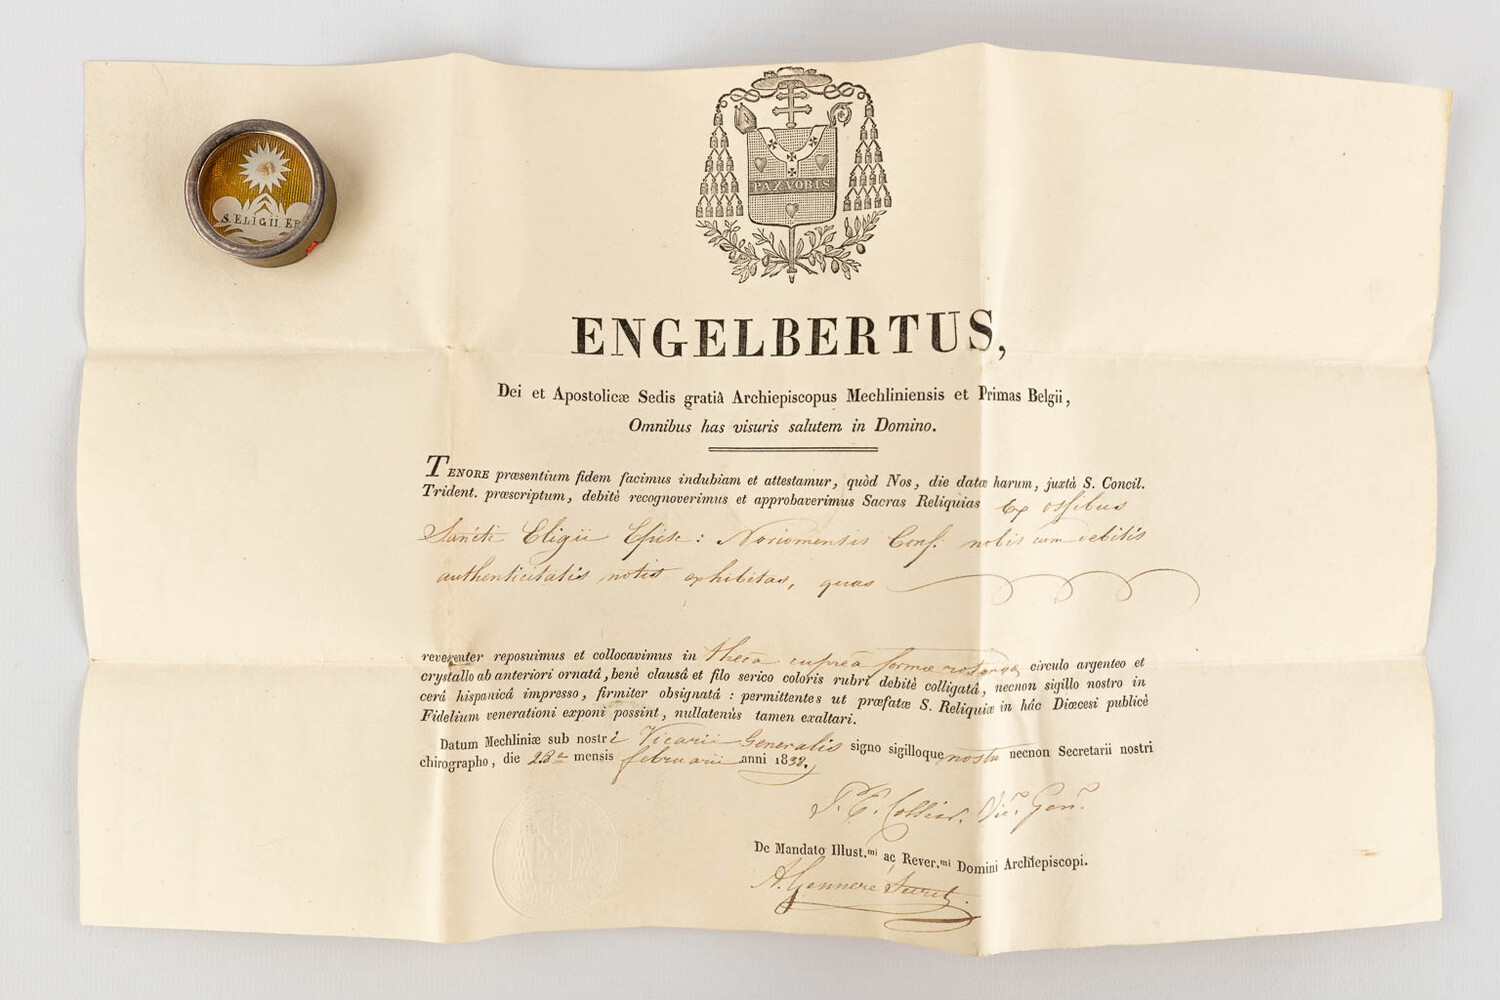 S. ELIGII EP
PAX VOBIS
ENGELBERTUS,
Dei et Apostolicæ Sedis gratiâ Archiepiscopus Mechliniensis et Primas Belgii,
Omnibus has visuris salutem in Domino.
TENORE præsentium fidem facimus indubiam et attestamur, quòd Nos, die datæ harum, juxtà S. Concil.
Trident. præscriptum, debitè recognoverimus et approbaverimus Sacras Reliquias Ex ossibus
Sancti Eligii Episc: Noviomensis Conf. nobis cum debitis
authenticitatis notis exhibitas, quas
reverenter reposuimus et collocavimus in thecâ cupreâ formæ rotundæ, circulo argenteo et
crystallo ab anteriori ornatâ, benè clausâ et filo serico coloris rubri debitè colligatâ, necnon sigillo nostro in
cerâ hispanicâ impresso, firmiter obsignatâ : permittentes ut præfatæ S. Reliquiæ in hâc Diœcesi publicè
Fidelium venerationi exponi possint, nullatenùs tamen exaltari.
Datum Mechliniæ sub nostri Vicarii Generalis signo sigilloque nostro necnon Secretarii nostri
chirographo, die 28a mensis februarii anni 1838.
Vic. Gen.
De Mandato Illust.mi ac Rever.mi Domini Archiepiscopi.